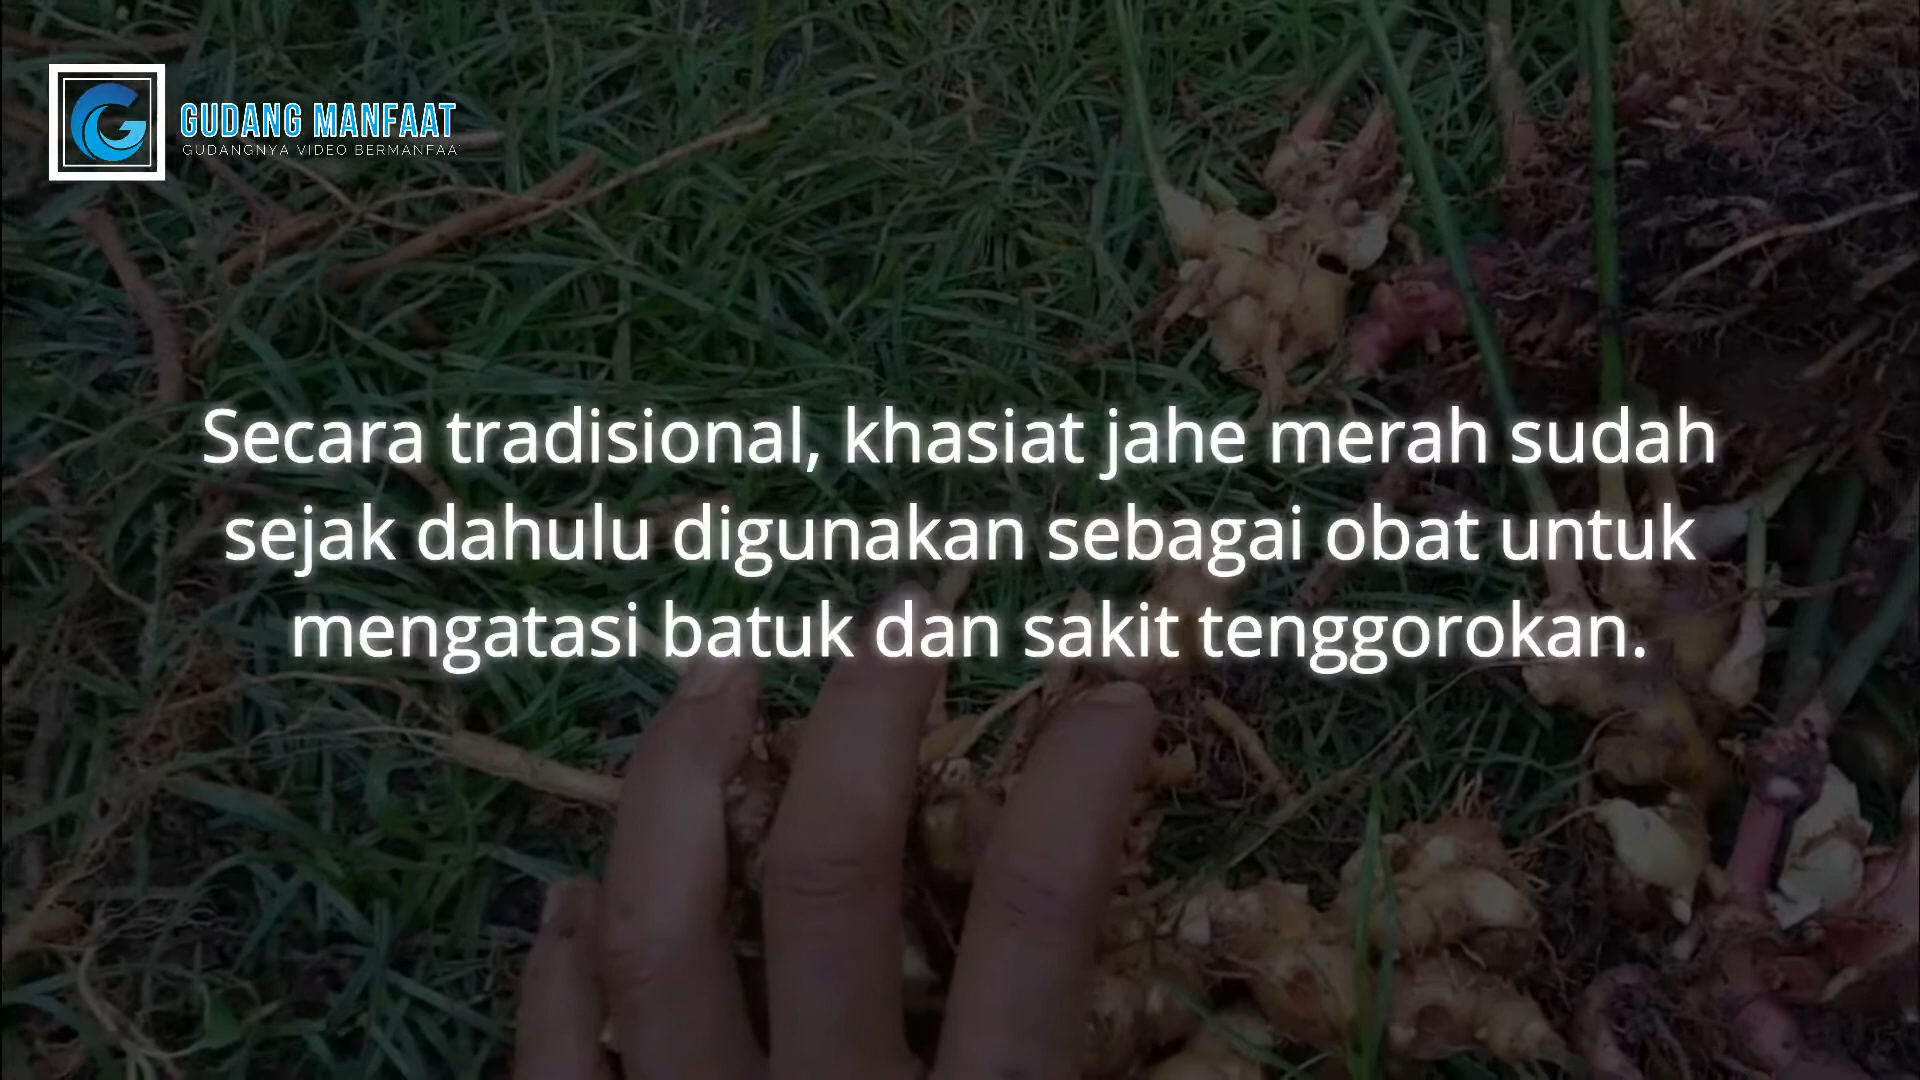 GUDANG MANFAAT
GUDANGNYA VIDEO BERMANFAA
Secara tradisional, khasiat jahe merah sudah
sejak dahulu digunakan sebagai obat untuk
mengatasi batuk dan sakit tenggorokan.